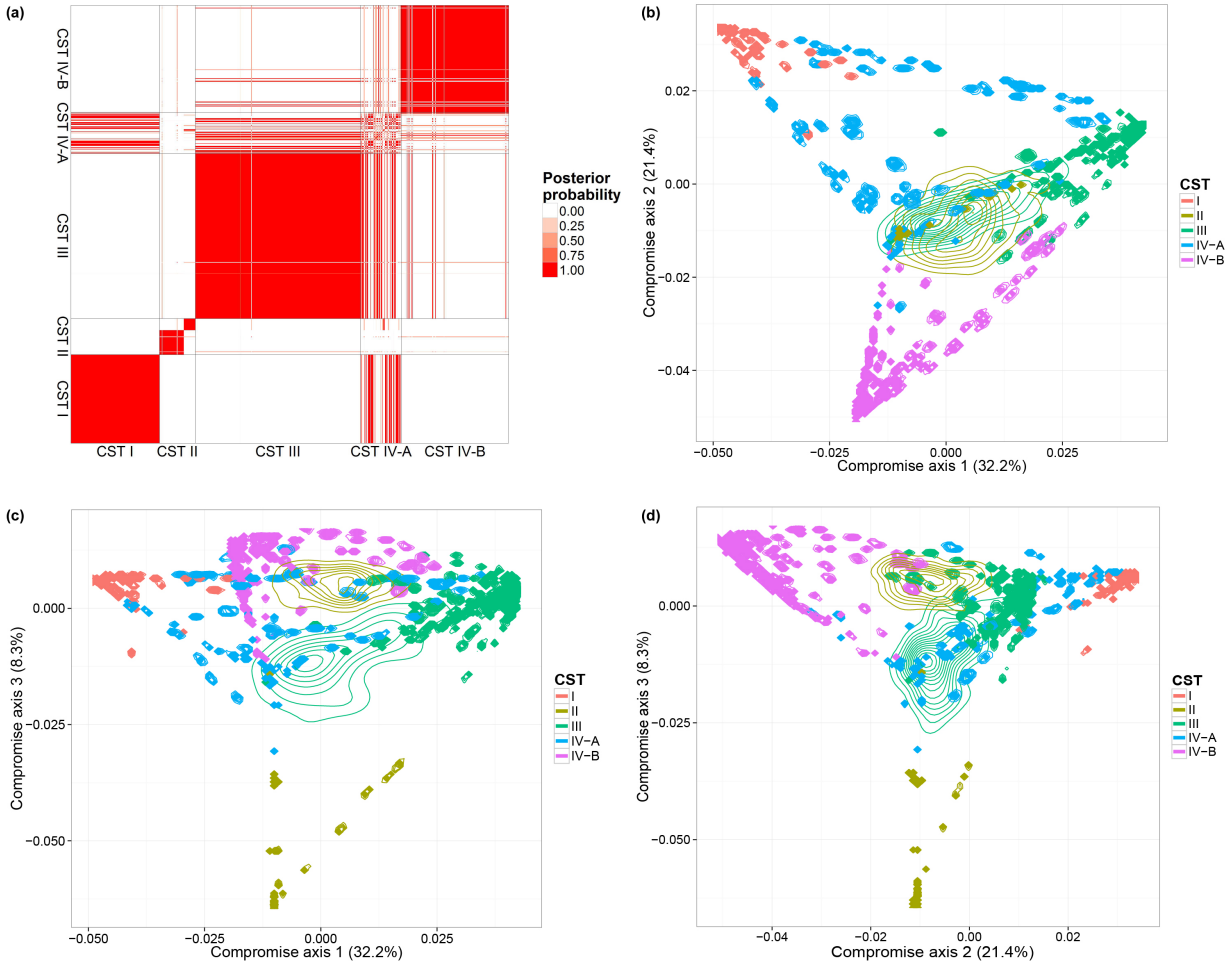 (a)
CST IV-B
CST IV-A
CST III
CST II
CST I
CST I CST II CST III CST IV-A CST IV-B
Posterior
probability
0.00
0.25
0.50
0.75
1.00
(b)
0.02
0.00
−0.02
−0.04
Compromise axis 2 (21.4%)
−0.050 −0.025 0.000 0.025
Compromise axis 1 (32.2%)
CST
I
II
III
IV−A
IV−B
(c)
0.000
−0.025
−0.050
Compromise axis 3 (8.3%)
−0.050 −0.025 0.000 0.025
Compromise axis 1 (32.2%)
CST
I
II
III
IV−A
IV−B
(d)
0.000
−0.025
−0.050
Compromise axis 3 (8.3%)
−0.04 −0.02 0.00 0.02
Compromise axis 2 (21.4%)
CST
I
II
III
IV−A
IV−B